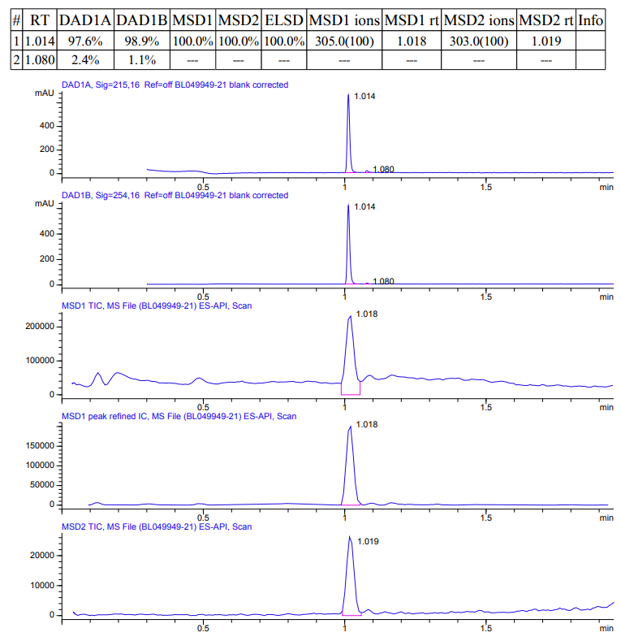 # RT DAD1A DAD1B MSD1 MSD2 ELSD MSD1 ions MSD1 rt MSD2 ions MSD2 rt Info
1 1.014 97.6% 98.9% 100.0% 100.0% 100.0% 305.0(100) 1.018 303.0(100) 1.019
2 1.080 2.4% 1.1% --- --- --- --- --- --- ---
DAD1A, Sig=215,16 Ref=off BL049949-21 blank corrected
mAU
1.014
400
200
1.080
0
0.5 1 1.5 min
DAD1B, Sig=254,16 Ref=off BL049949-21 blank corrected
mAU
1.014
400
200
1.080
0
0.5 1 1.5 min
MSD1 TIC, MS File (BL049949-21) ES-API, Scan
1.018
200000
100000
0
0.5 1 1.5 min
MSD1 peak refined IC, MS File (BL049949-21) ES-API, Scan
1.018
150000
100000
50000
0
0.5 1 1.5 min
MSD2 TIC, MS File (BL049949-21) ES-API, Scan
1.019
20000
10000
0
0.5 1 1.5 min